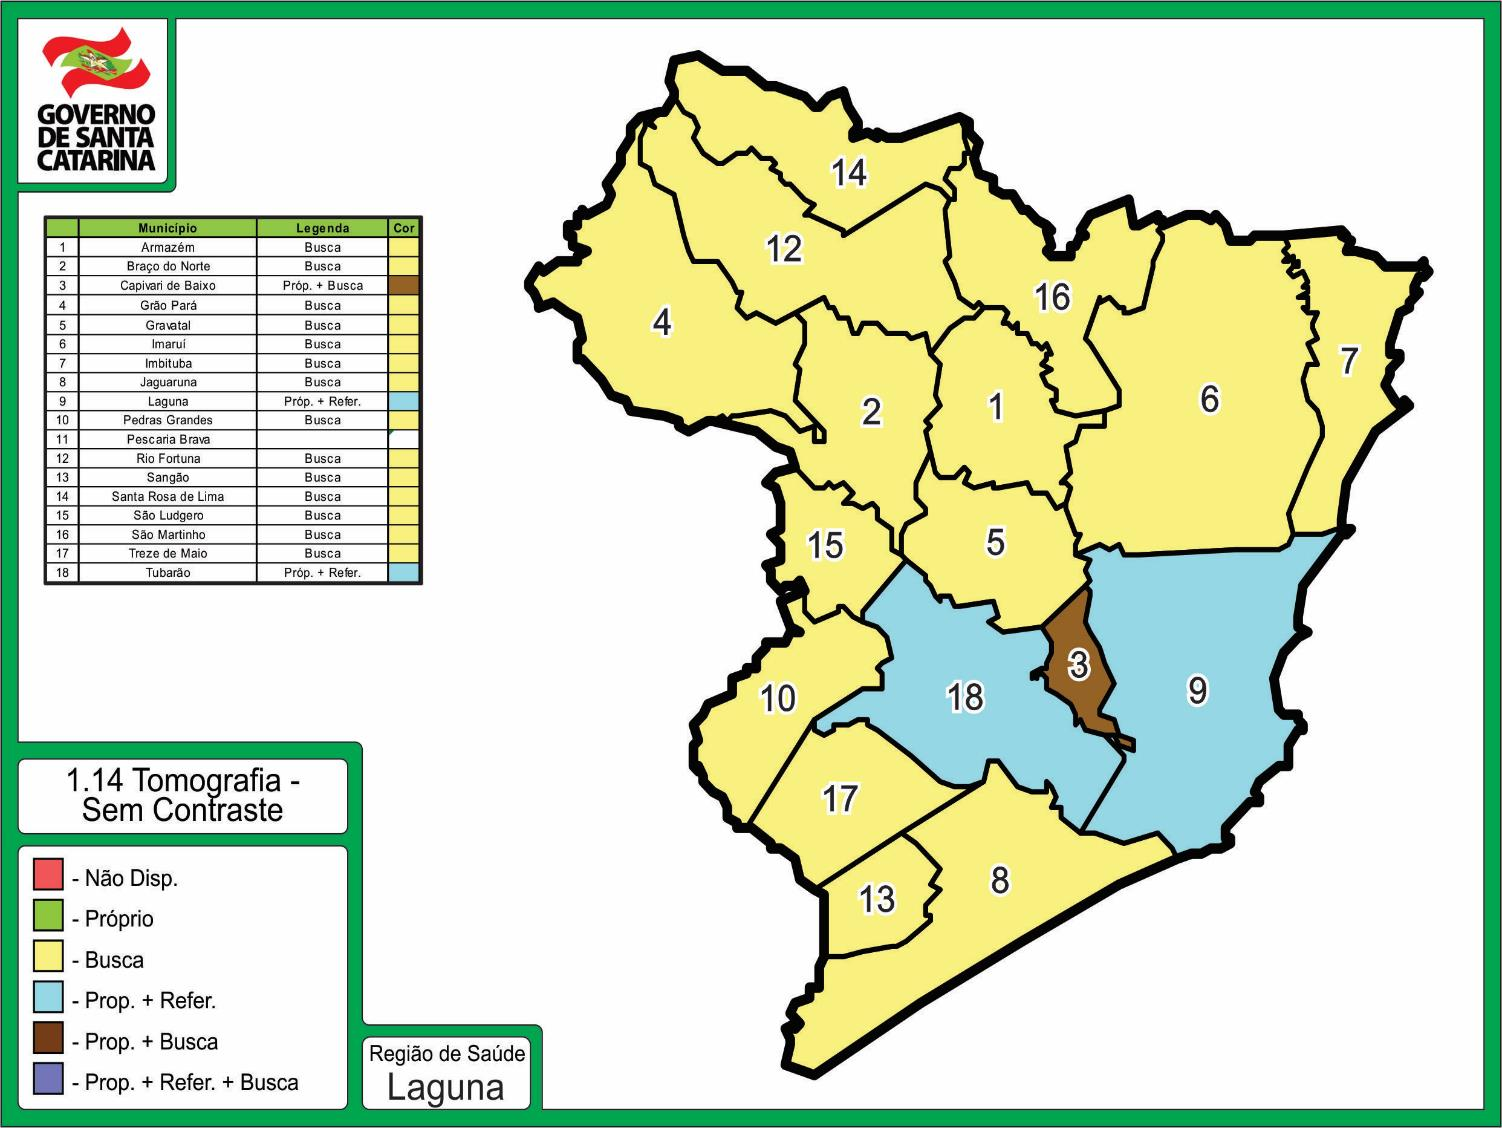 GOVERNO
DE SANTA
CATARINA
Município Legenda Cor
1 Armazém Busca
2 Braço do Norte Busca
3 Capivari de Baixo Próp. + Busca
4 Grão Pará Busca
5 Gravatal Busca
6 Imaruí Busca
7 Imbituba Busca
8 Jaguaruna Busca
9 Laguna Próp. + Refer.
10 Pedras Grandes Busca
11 Pescaria Brava
12 Rio Fortuna Busca
13 Sangão Busca
14 Santa Rosa de Lima Busca
15 São Ludgero Busca
16 São Martinho Busca
17 Treze de Maio Busca
18 Tubarão Próp. + Refer.
14
12
16
4
7
6
2
1
15
5
3
10
18
9
17
13
8
1.14 Tomografia -
Sem Contraste
- Não Disp.
- Próprio
- Busca
- Prop. + Refer.
- Prop. + Busca
- Prop. + Refer. + Busca
Região de Saúde
Laguna